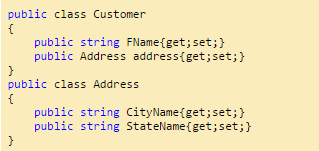 public class Customer
{
    public string FName{get;set;}
    public Address address{get;set;}
}
public class Address
{
    public string CityName{get;set;}
    public string StateName{get;set;}
}